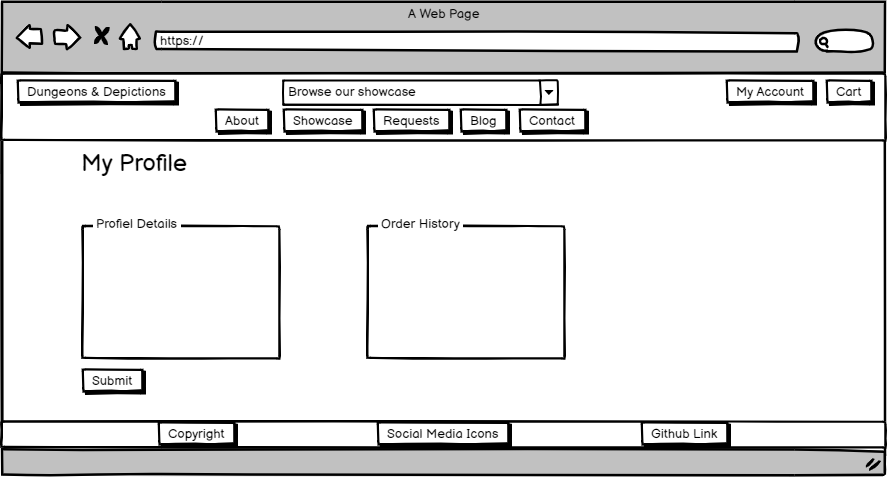 A Web Page
https://
Dungeons & Depictions
Browse our showcase
My Account
Cart
About
Showcase
Requests
Blog
Contact
My Profile
Profiel Details
Order History
Submit
Copyright
Social Media Icons
Github Link